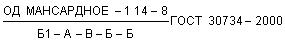 ОД МАНСАРДНОЕ – 1 14 – 8
Б1 – А – В – Б – Б
ГОСТ 30734 – 2000